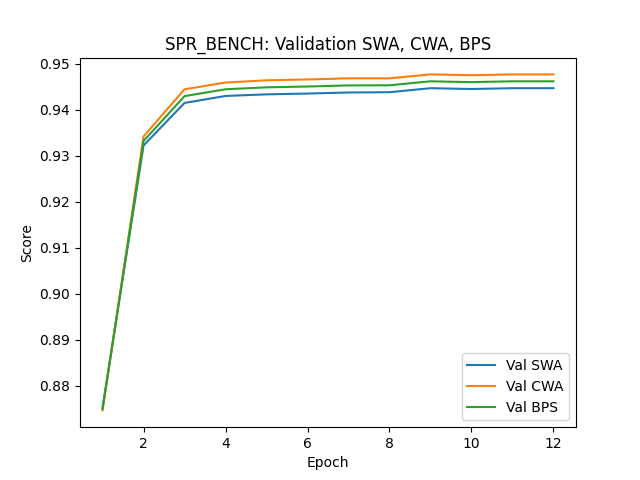 SPR_BENCH: Validation SWA, CWA, BPS
0.95
0.94
0.93
0.92
0.91
0.90
0.89
0.88
Score
Val SWA
Val CWA
Val BPS
2
4
6
8
10
12
Epoch